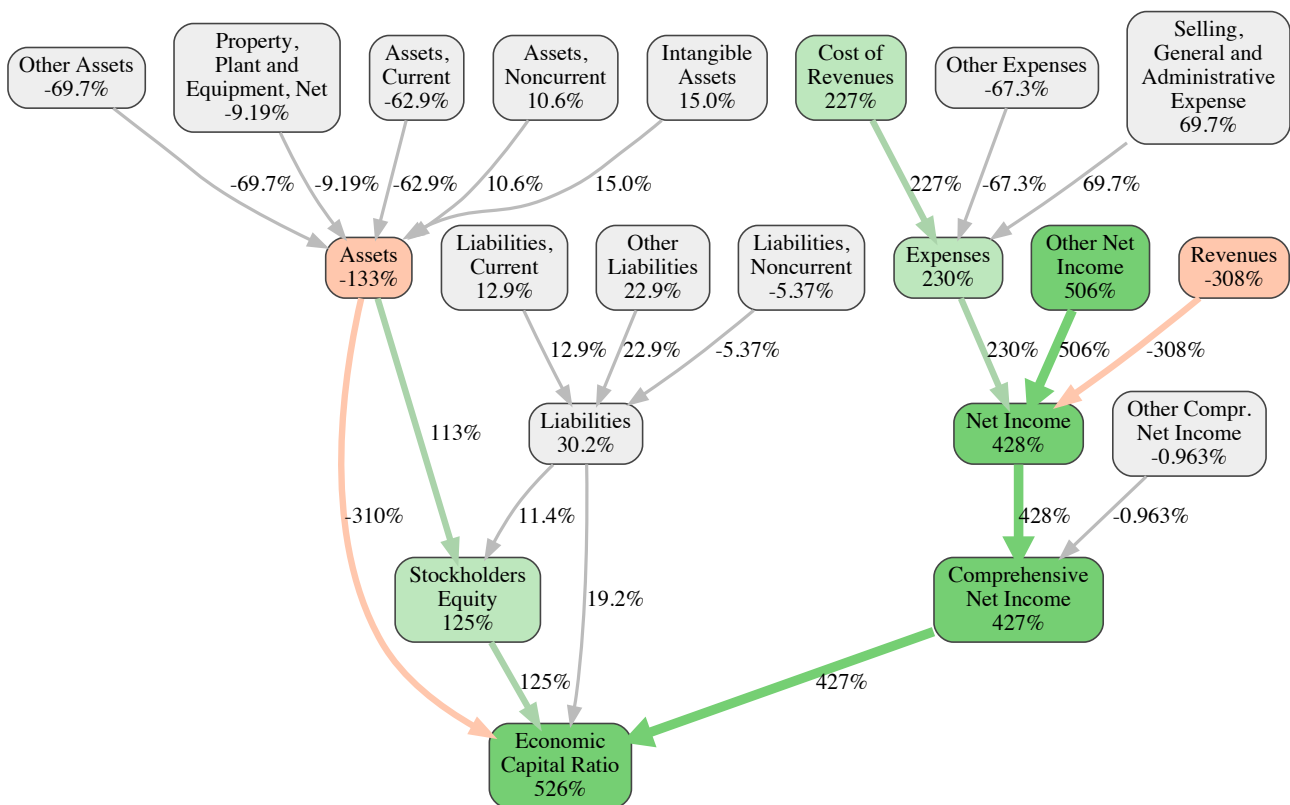 Other Assets
-69.7%
Property,
Plant and
Equipment, Net
-9.19%
Assets,
Current
-62.9%
Assets,
Noncurrent
10.6%
Intangible
Assets
15.0%
Cost of
Revenues
227%
Other Expenses
-67.3%
Selling,
General and
Administrative
Expense
69.7%
-69.7%
-9.19%
-62.9%
10.6%
15.0%
227%
-67.3%
69.7%
Assets
-133%
Liabilities,
Current
12.9%
Other
Liabilities
22.9%
Liabilities,
Noncurrent
-5.37%
Expenses
230%
Other Net
Income
506%
Revenues
-308%
12.9%
22.9%
-5.37%
230%
506%
-308%
113%
Liabilities
30.2%
Net Income
428%
Other Compr.
Net Income
-0.963%
-310%
11.4%
428%
-0.963%
Stockholders
Equity
125%
19.2%
Comprehensive
Net Income
427%
125%
427%
Economic
Capital Ratio
526%